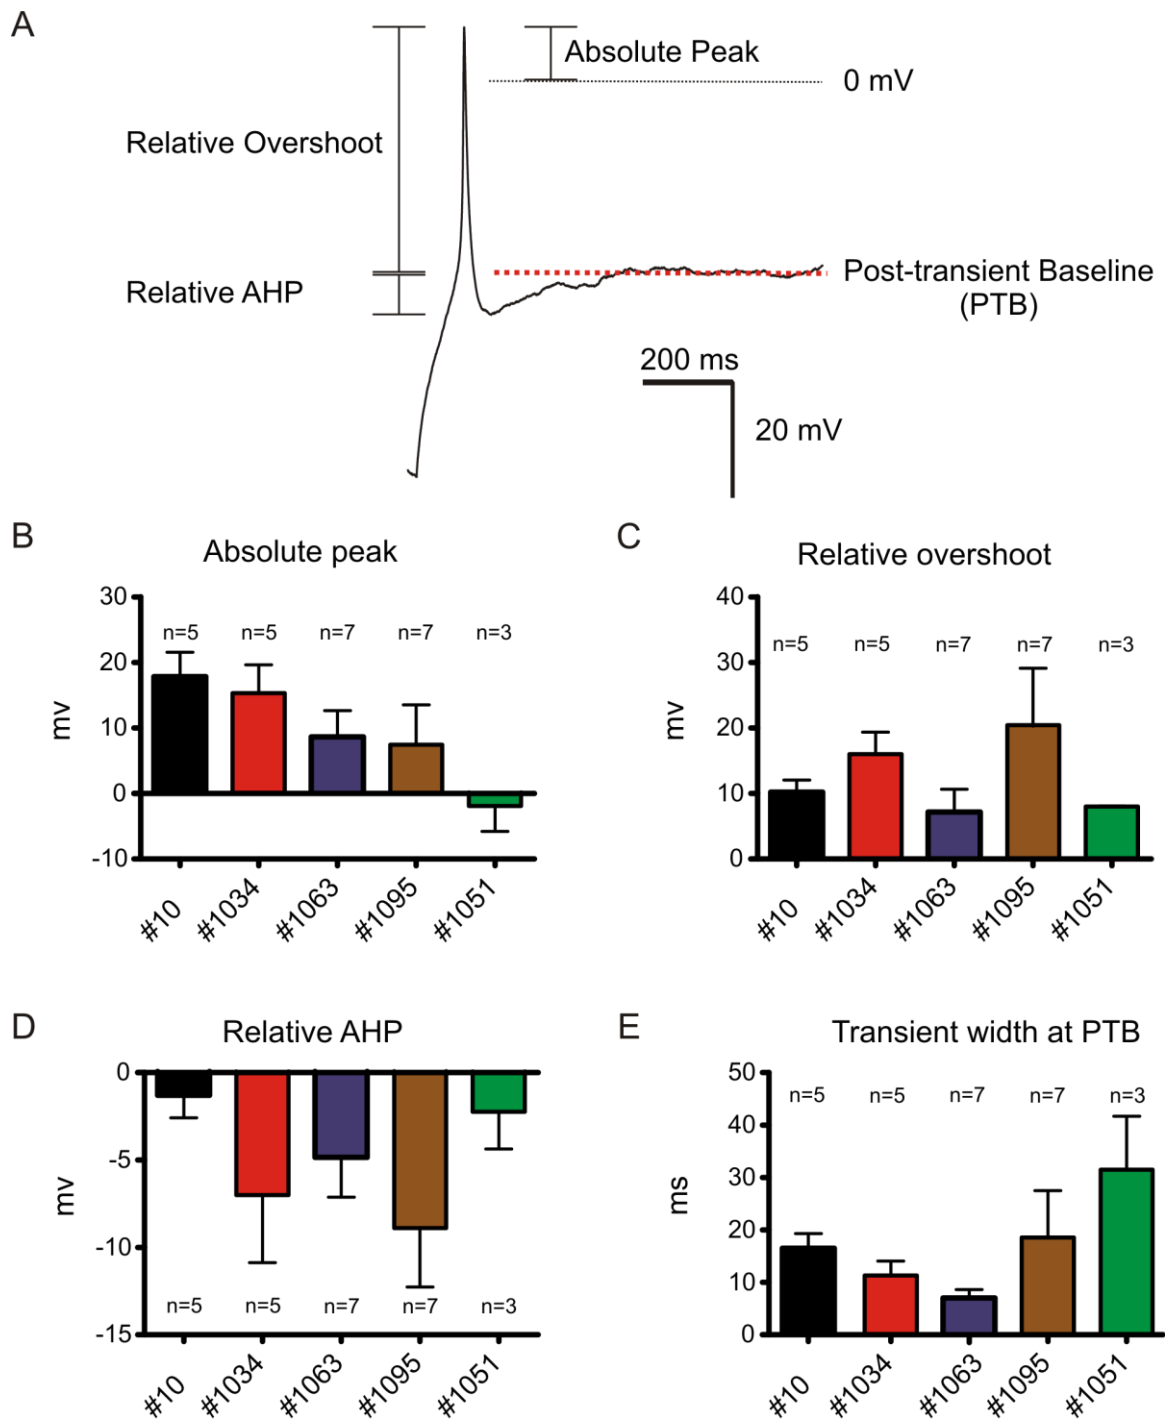 A
Absolute Peak
0 mV
Relative Overshoot
Relative AHP
Post-transient Baseline
(PTB)
200 ms
20 mV
B
Absolute peak
30
20
10
0
-10
mv
n=5
n=5
n=7
n=7
n=3
#10
#1034
#1063
#1095
#1051
C
Relative overshoot
40
30
20
10
0
mv
n=5
n=5
n=7
n=7
n=3
#10
#1034
#1063
#1095
#1051
D
Relative AHP
0
-5
-10
-15
mv
n=5
n=5
n=7
n=7
n=3
#10
#1034
#1063
#1095
#1051
E
Transient width at PTB
50
40
30
20
10
0
ms
n=5
n=5
n=7
n=7
n=3
#10
#1034
#1063
#1095
#1051